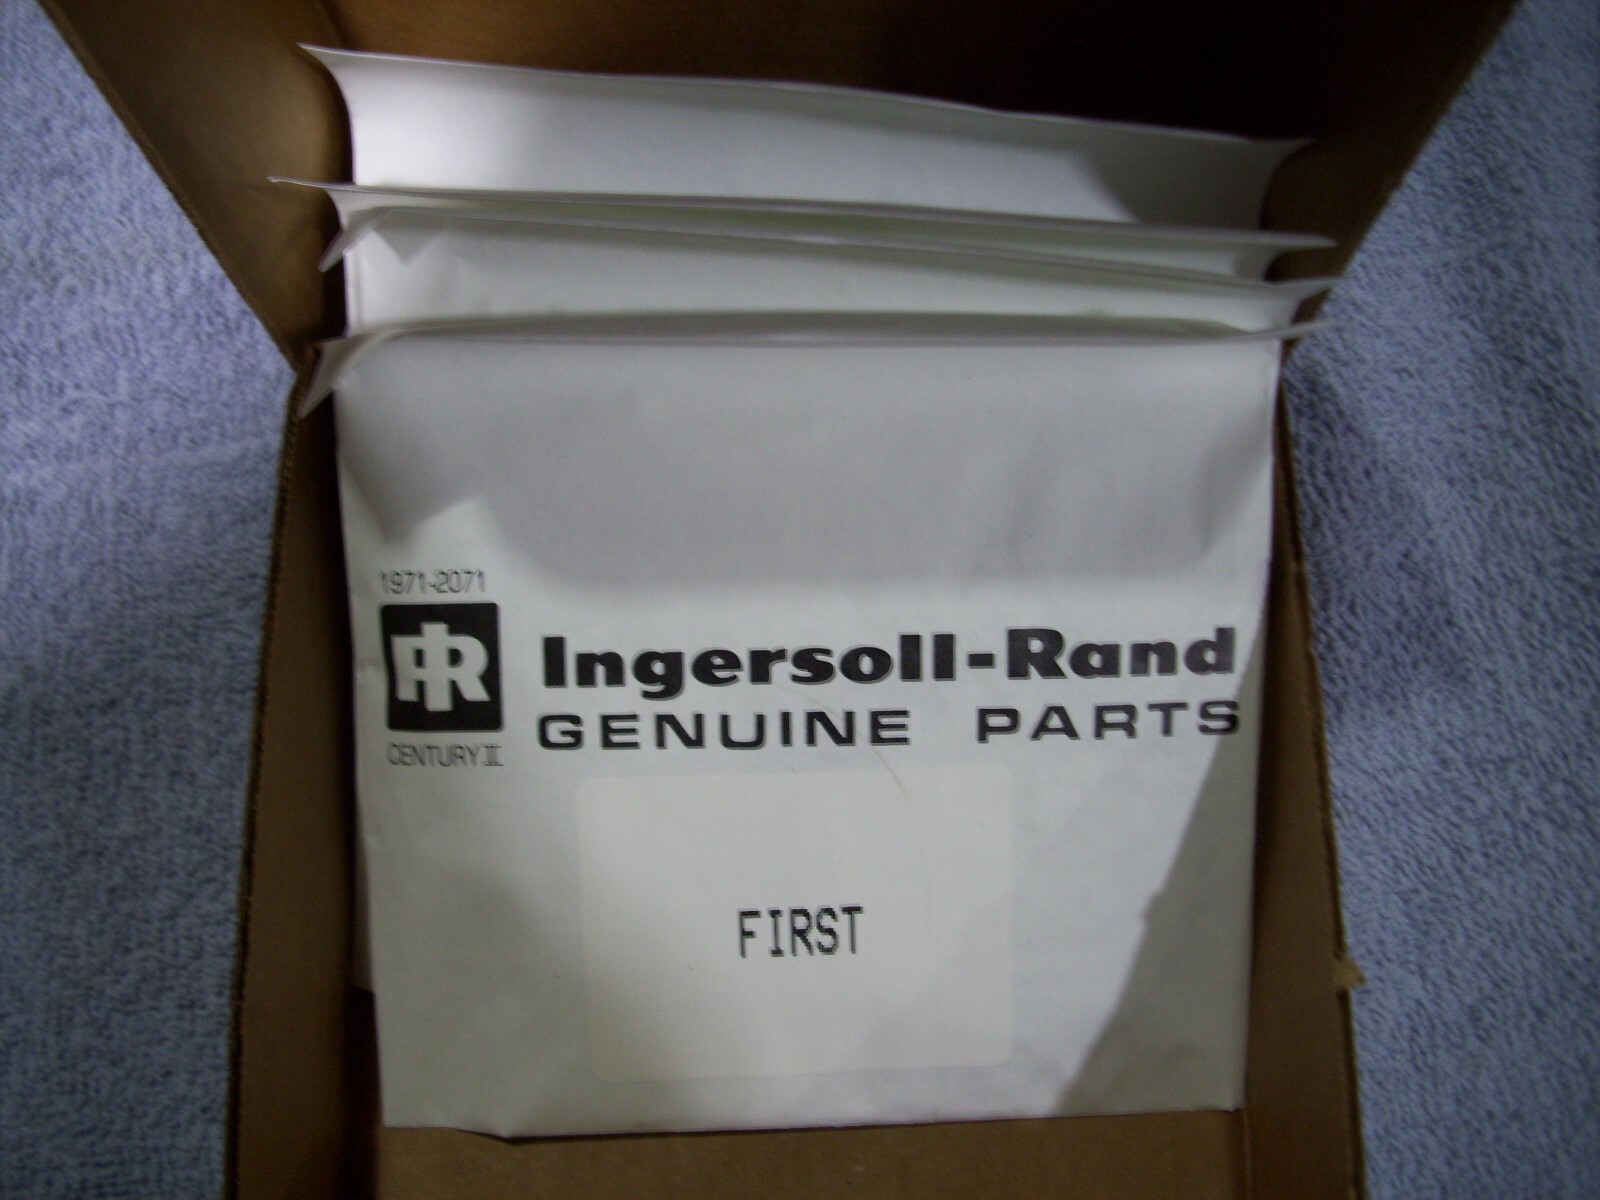 1971-2071
IR
CENTURY II
Ingersoll-Rand
GENUINE PARTS
FIRST